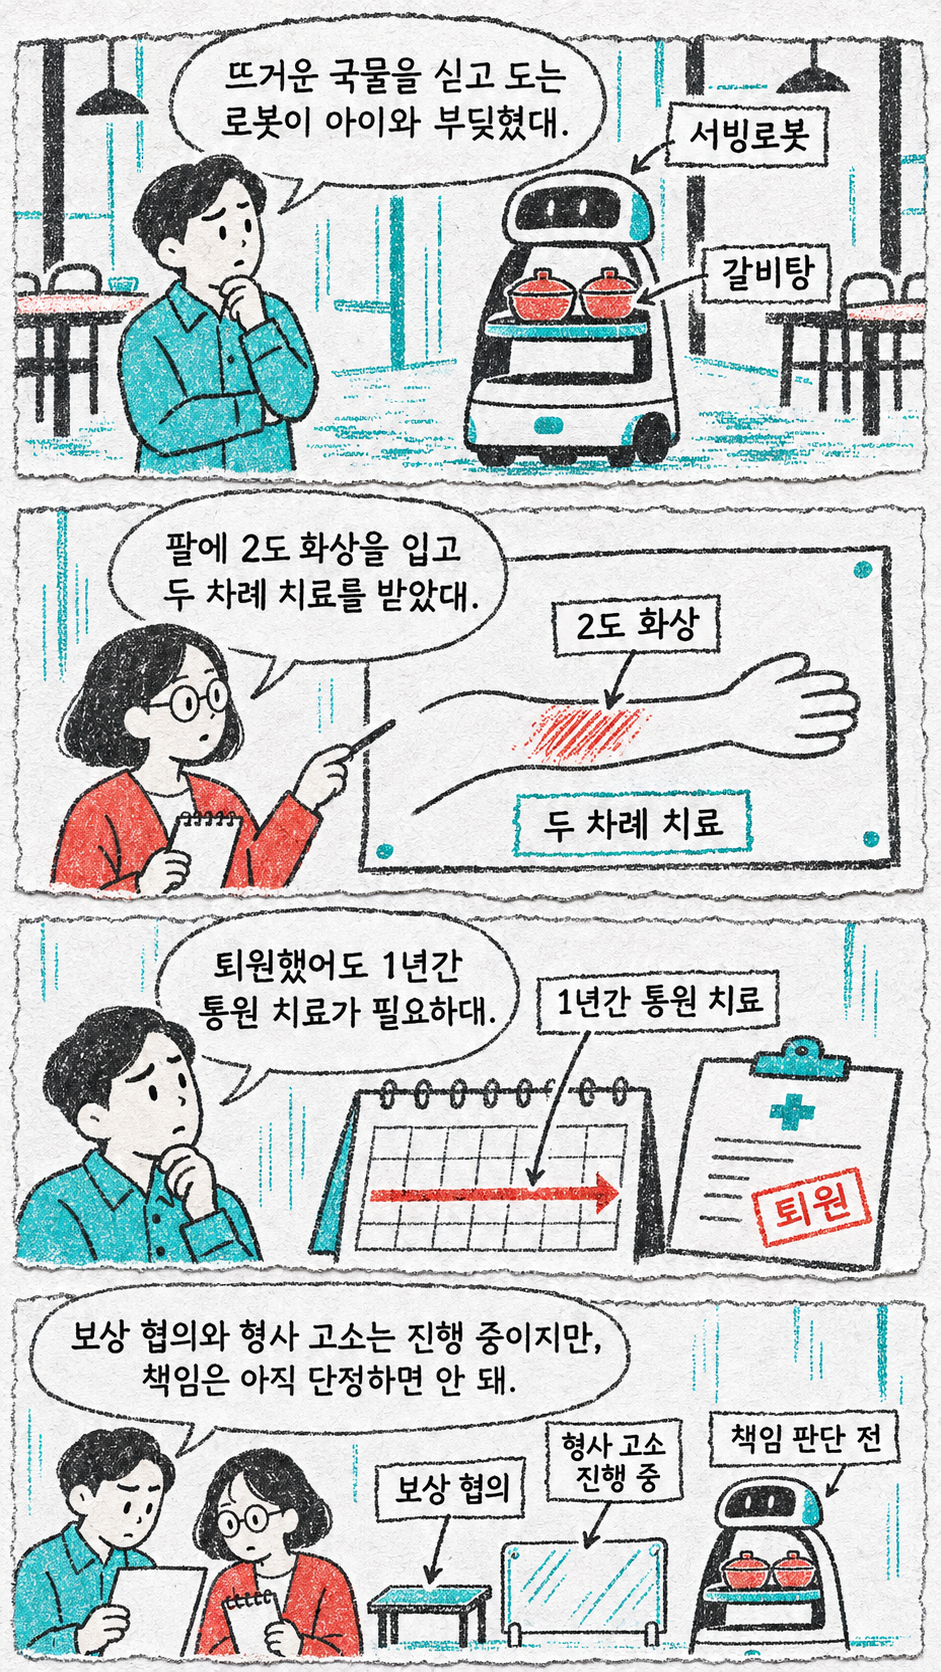 뜨거운 국물을 싣고 도는
로봇이 아이와 부딪혔대.
서빙로봇
갈비탕
팔에 2도 화상을 입고
두 차례 치료를 받았대.
2도 화상
두 차례 치료
퇴원했어도 1년간
통원 치료가 필요하대.
1년간 통원 치료
퇴원
보상 협의와 형사 고소는 진행 중이지만,
책임은 아직 단정하면 안 돼.
보상 협의
형사 고소
진행 중
책임 판단 전